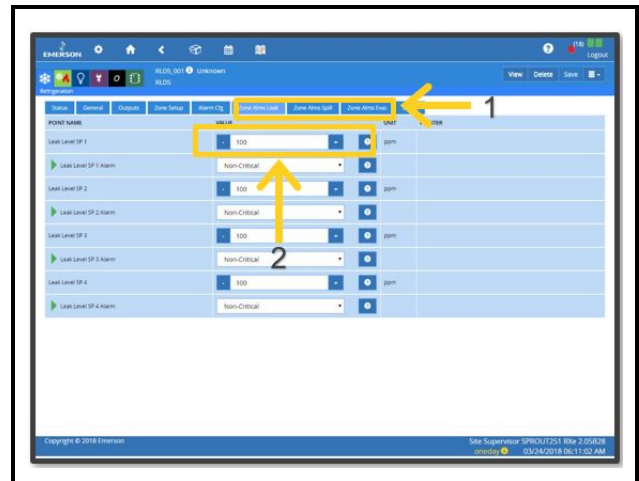 EMERSON
(18)
Logout
RLDS_001 Unknown
RLDS
View Delete Save
Refrigeration
Status General Outputs Zone Setup Alarm Cfg Zone Alms Leak Zone Alms Spill Zone Alms Evac
1
POINT NAME VALUE UNIT
Leak Level SP 1 - 100 + ppm
Leak Level SP 1 Alarm Non-Critical
Leak Level SP 2 - 100 + ppm
Leak Level SP 2 Alarm Non-Critical
Leak Level SP 3 - 100 + ppm
2
Leak Level SP 3 Alarm Non-Critical
Leak Level SP 4 - 100 + ppm
Leak Level SP 4 Alarm Non-Critical
Copyright © 2018 Emerson
Site Supervisor SPROUT251 RXe 2.05B28
oneday 03/24/2018 06:11:02 AM